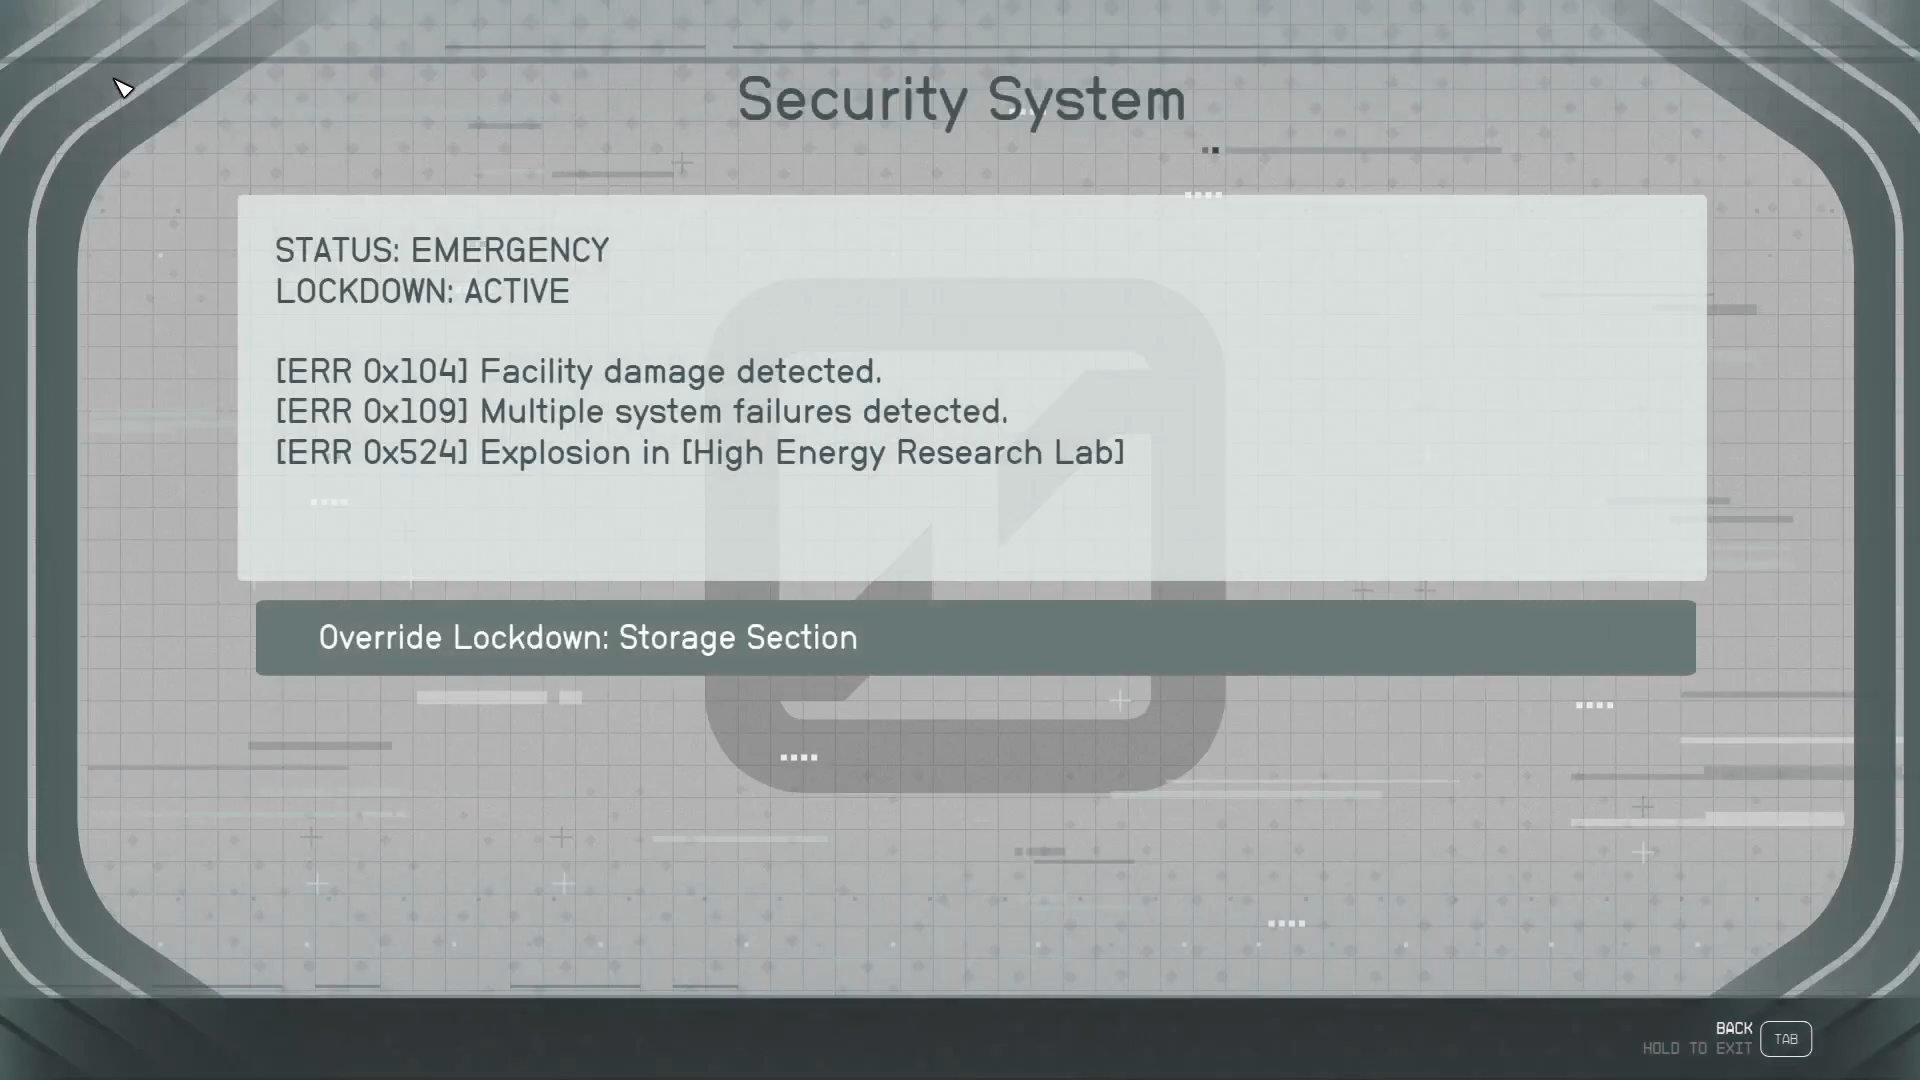 Security System
STATUS: EMERGENCY
LOCKDOWN: ACTIVE
[ERR 0x104] Facility damage detected.
[ERR 0x109] Multiple system failures detected.
[ERR 0x524] Explosion in [High Energy Research Lab]
Override Lockdown: Storage Section
BACK
HOLD TO EXIT
TAB